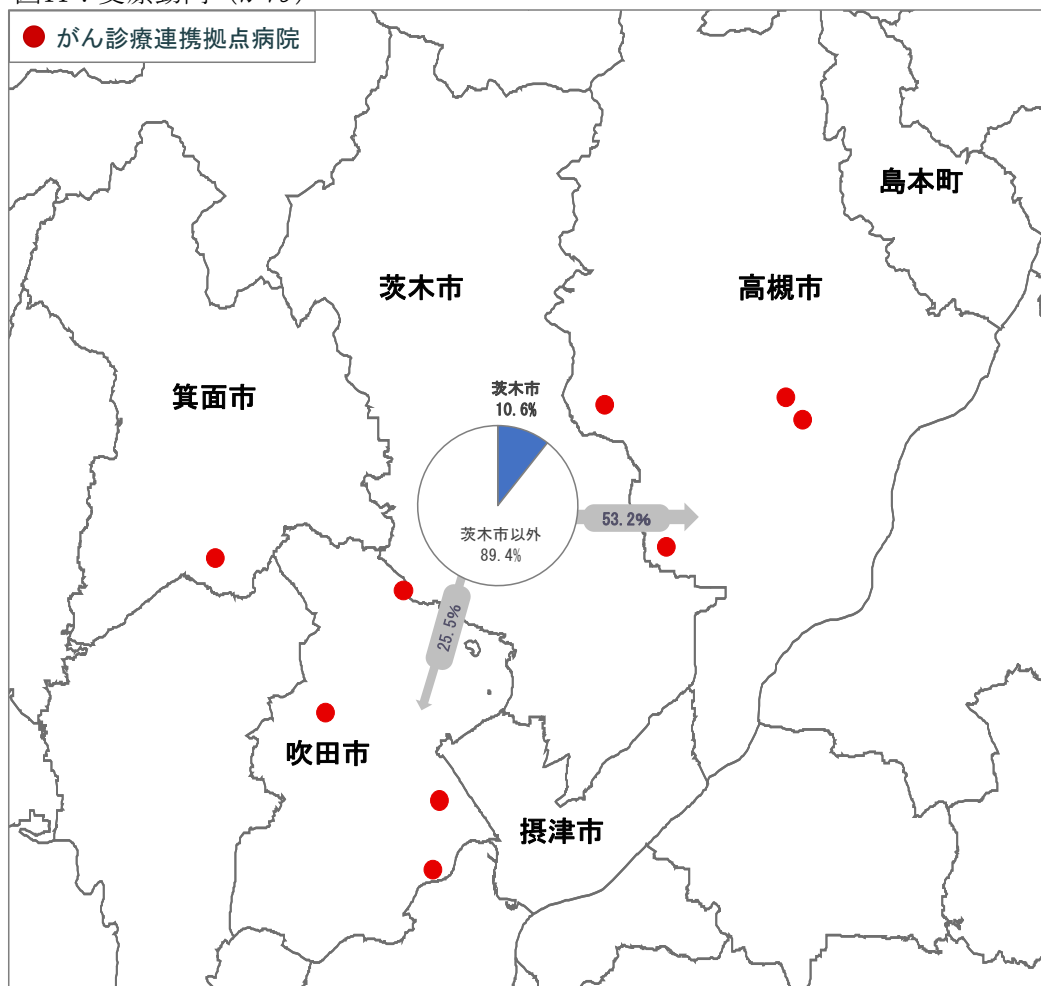 がん診療連携拠点病院
島本町
茨木市
高槻市
箕面市
茨木市
10.6%
茨木市以外
89.4%
53.2%
25.5%
吹田市
摂津市